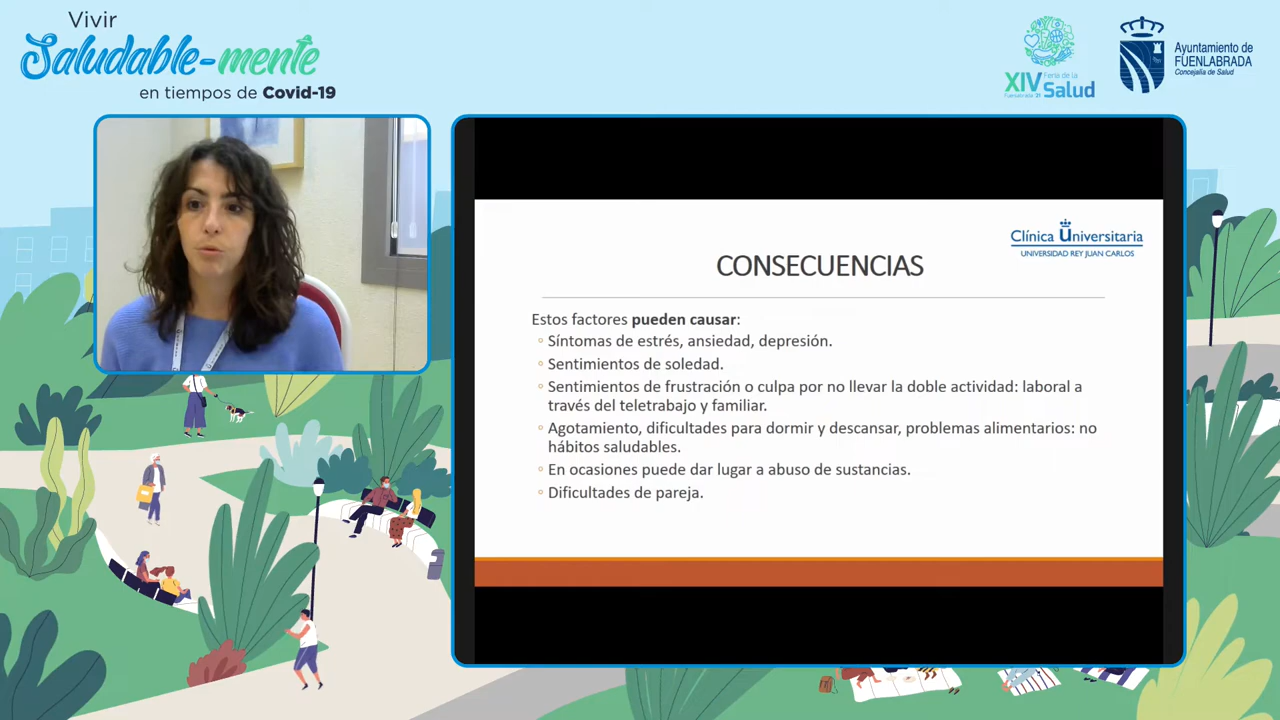 Vivir
Saludable-mente
en tiempos de Covid-19
XIV Feria de la
Salud
Fuenlabrada 21
Ayuntamiento de
FUENLABRADA
Concejalía de Salud
Clínica Universitaria
UNIVERSIDAD REY JUAN CARLOS
CONSECUENCIAS
Estos factores pueden causar:
◦ Síntomas de estrés, ansiedad, depresión.
◦ Sentimientos de soledad.
◦ Sentimientos de frustración o culpa por no llevar la doble actividad: laboral a
través del teletrabajo y familiar.
◦ Agotamiento, dificultades para dormir y descansar, problemas alimentarios: no
hábitos saludables.
◦ En ocasiones puede dar lugar a abuso de sustancias.
◦ Dificultades de pareja.